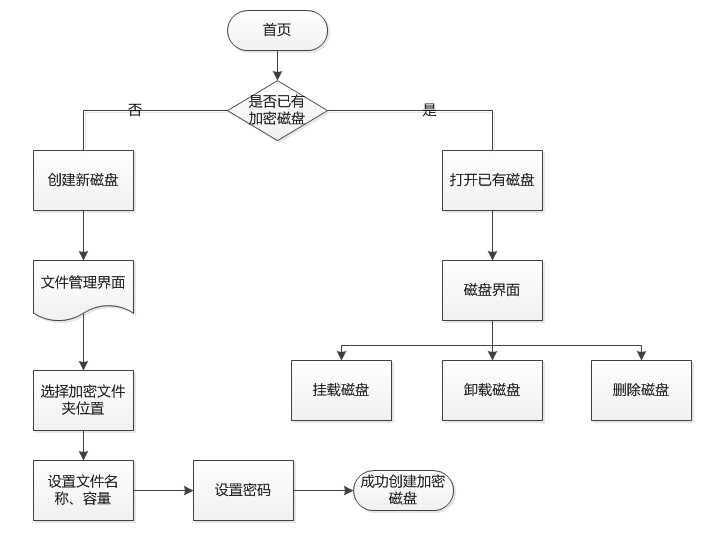 首页
是否已有
加密磁盘
否
是
创建新磁盘
打开已有磁盘
文件管理界面
磁盘界面
选择加密文件
夹位置
挂载磁盘
卸载磁盘
删除磁盘
设置文件名
称、容量
设置密码
成功创建加密
磁盘